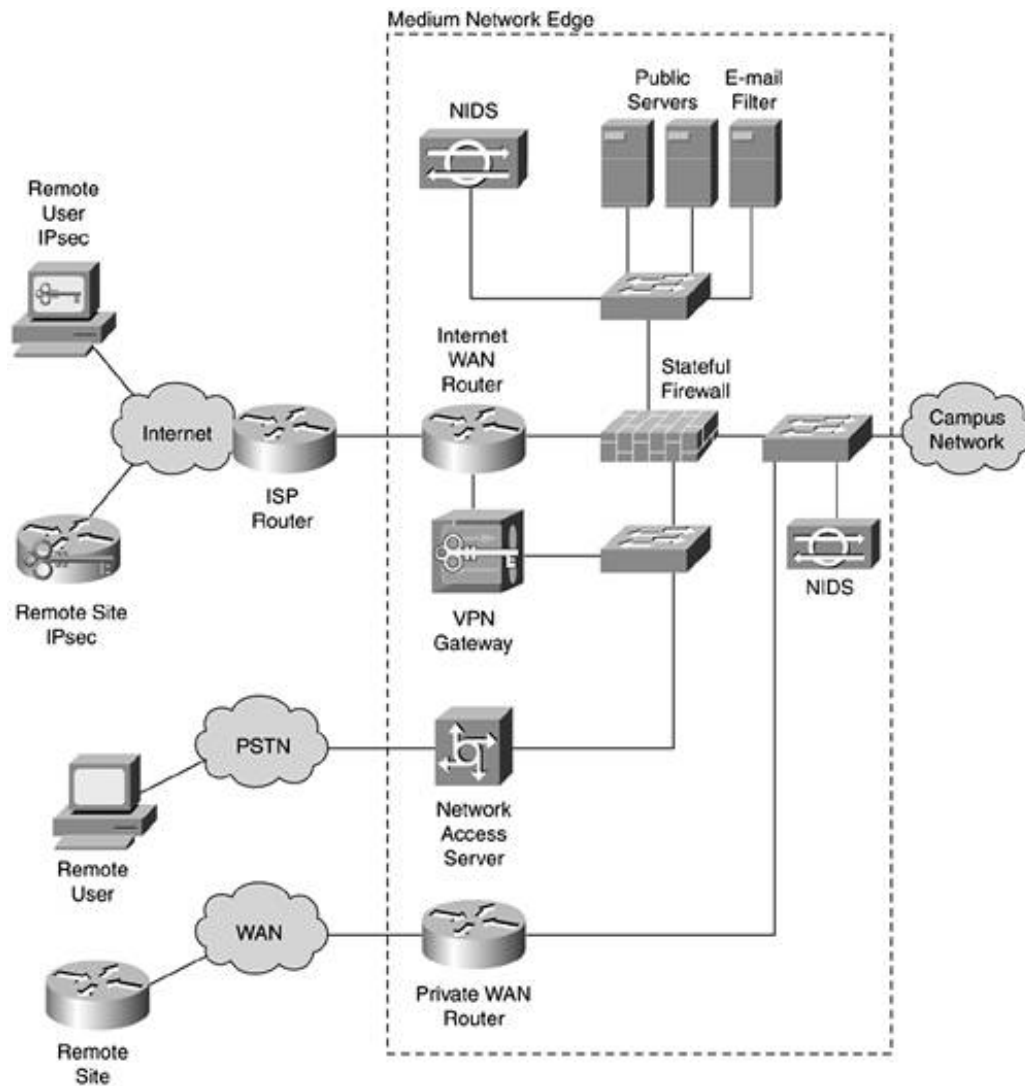 Medium Network Edge
Public
Servers
E-mail
Filter
NIDS
Remote
User
IPsec
Internet
WAN
Router
Stateful
Firewall
Internet
Campus
Network
ISP
Router
NIDS
Remote Site
IPsec
VPN
Gateway
PSTN
Network
Access
Server
Remote
User
WAN
Private WAN
Router
Remote
Site